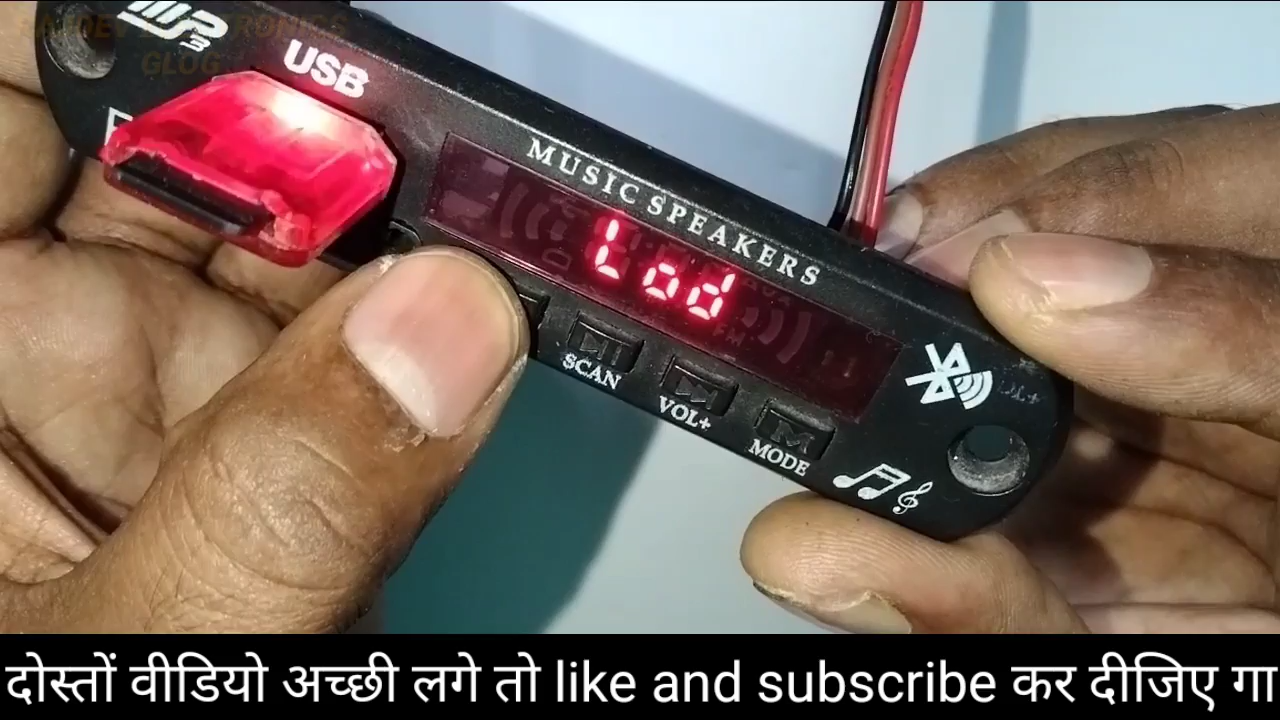 MP3
USB
MUSIC SPEAKERS
Lod
SCAN
VOL+
MODE
दोस्तों वीडियो अच्छी लगे तो like and subscribe कर दीजिए गा